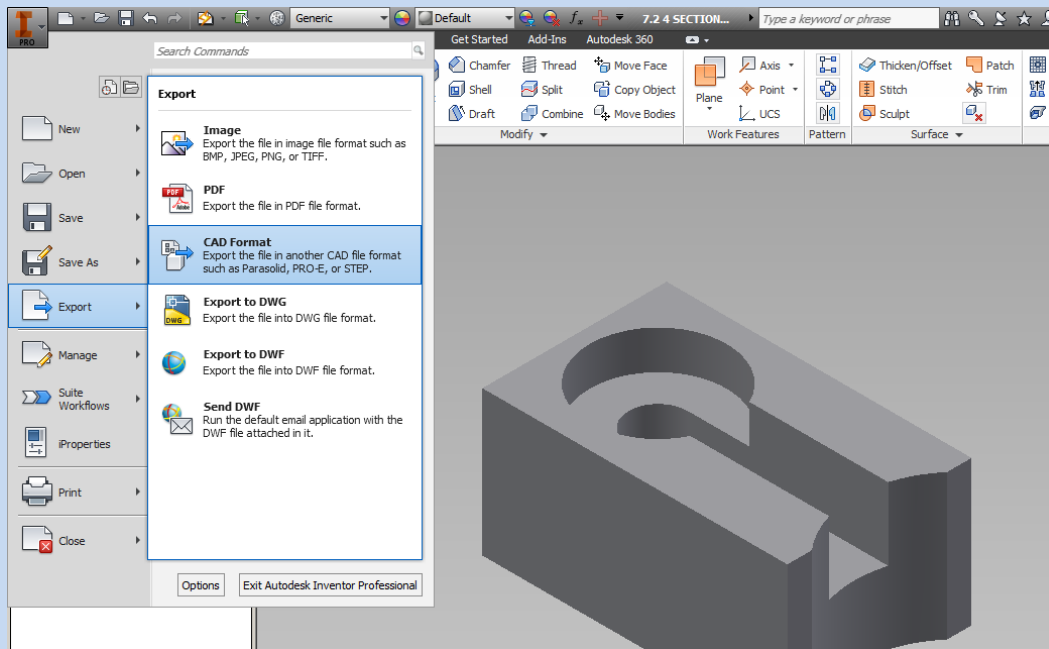 Generic
Default
7.2 4 SECTION...
Type a keyword or phrase
PRO
Get Started Add-Ins Autodesk 360
Search Commands
Chamfer Thread Move Face
Shell Split Copy Object
Draft Combine Move Bodies
Modify
Plane
Axis
Point
UCS
Work Features
Pattern
Thicken/Offset Patch
Stitch Trim
Sculpt
Surface
New
Open
Save
Save As
Export
Manage
Suite
Workflows
iProperties
Print
Close
Export
Image
Export the file in image file format such as
BMP, JPEG, PNG, or TIFF.
PDF
PDF
Adobe
Export the file in PDF file format.
CAD Format
Export the file in another CAD file format
such as Parasolid, PRO-E, or STEP.
Export to DWG
DWG
Export the file into DWG file format.
Export to DWF
Export the file into DWF file format.
Send DWF
Run the default email application with the
DWF file attached in it.
Options
Exit Autodesk Inventor Professional